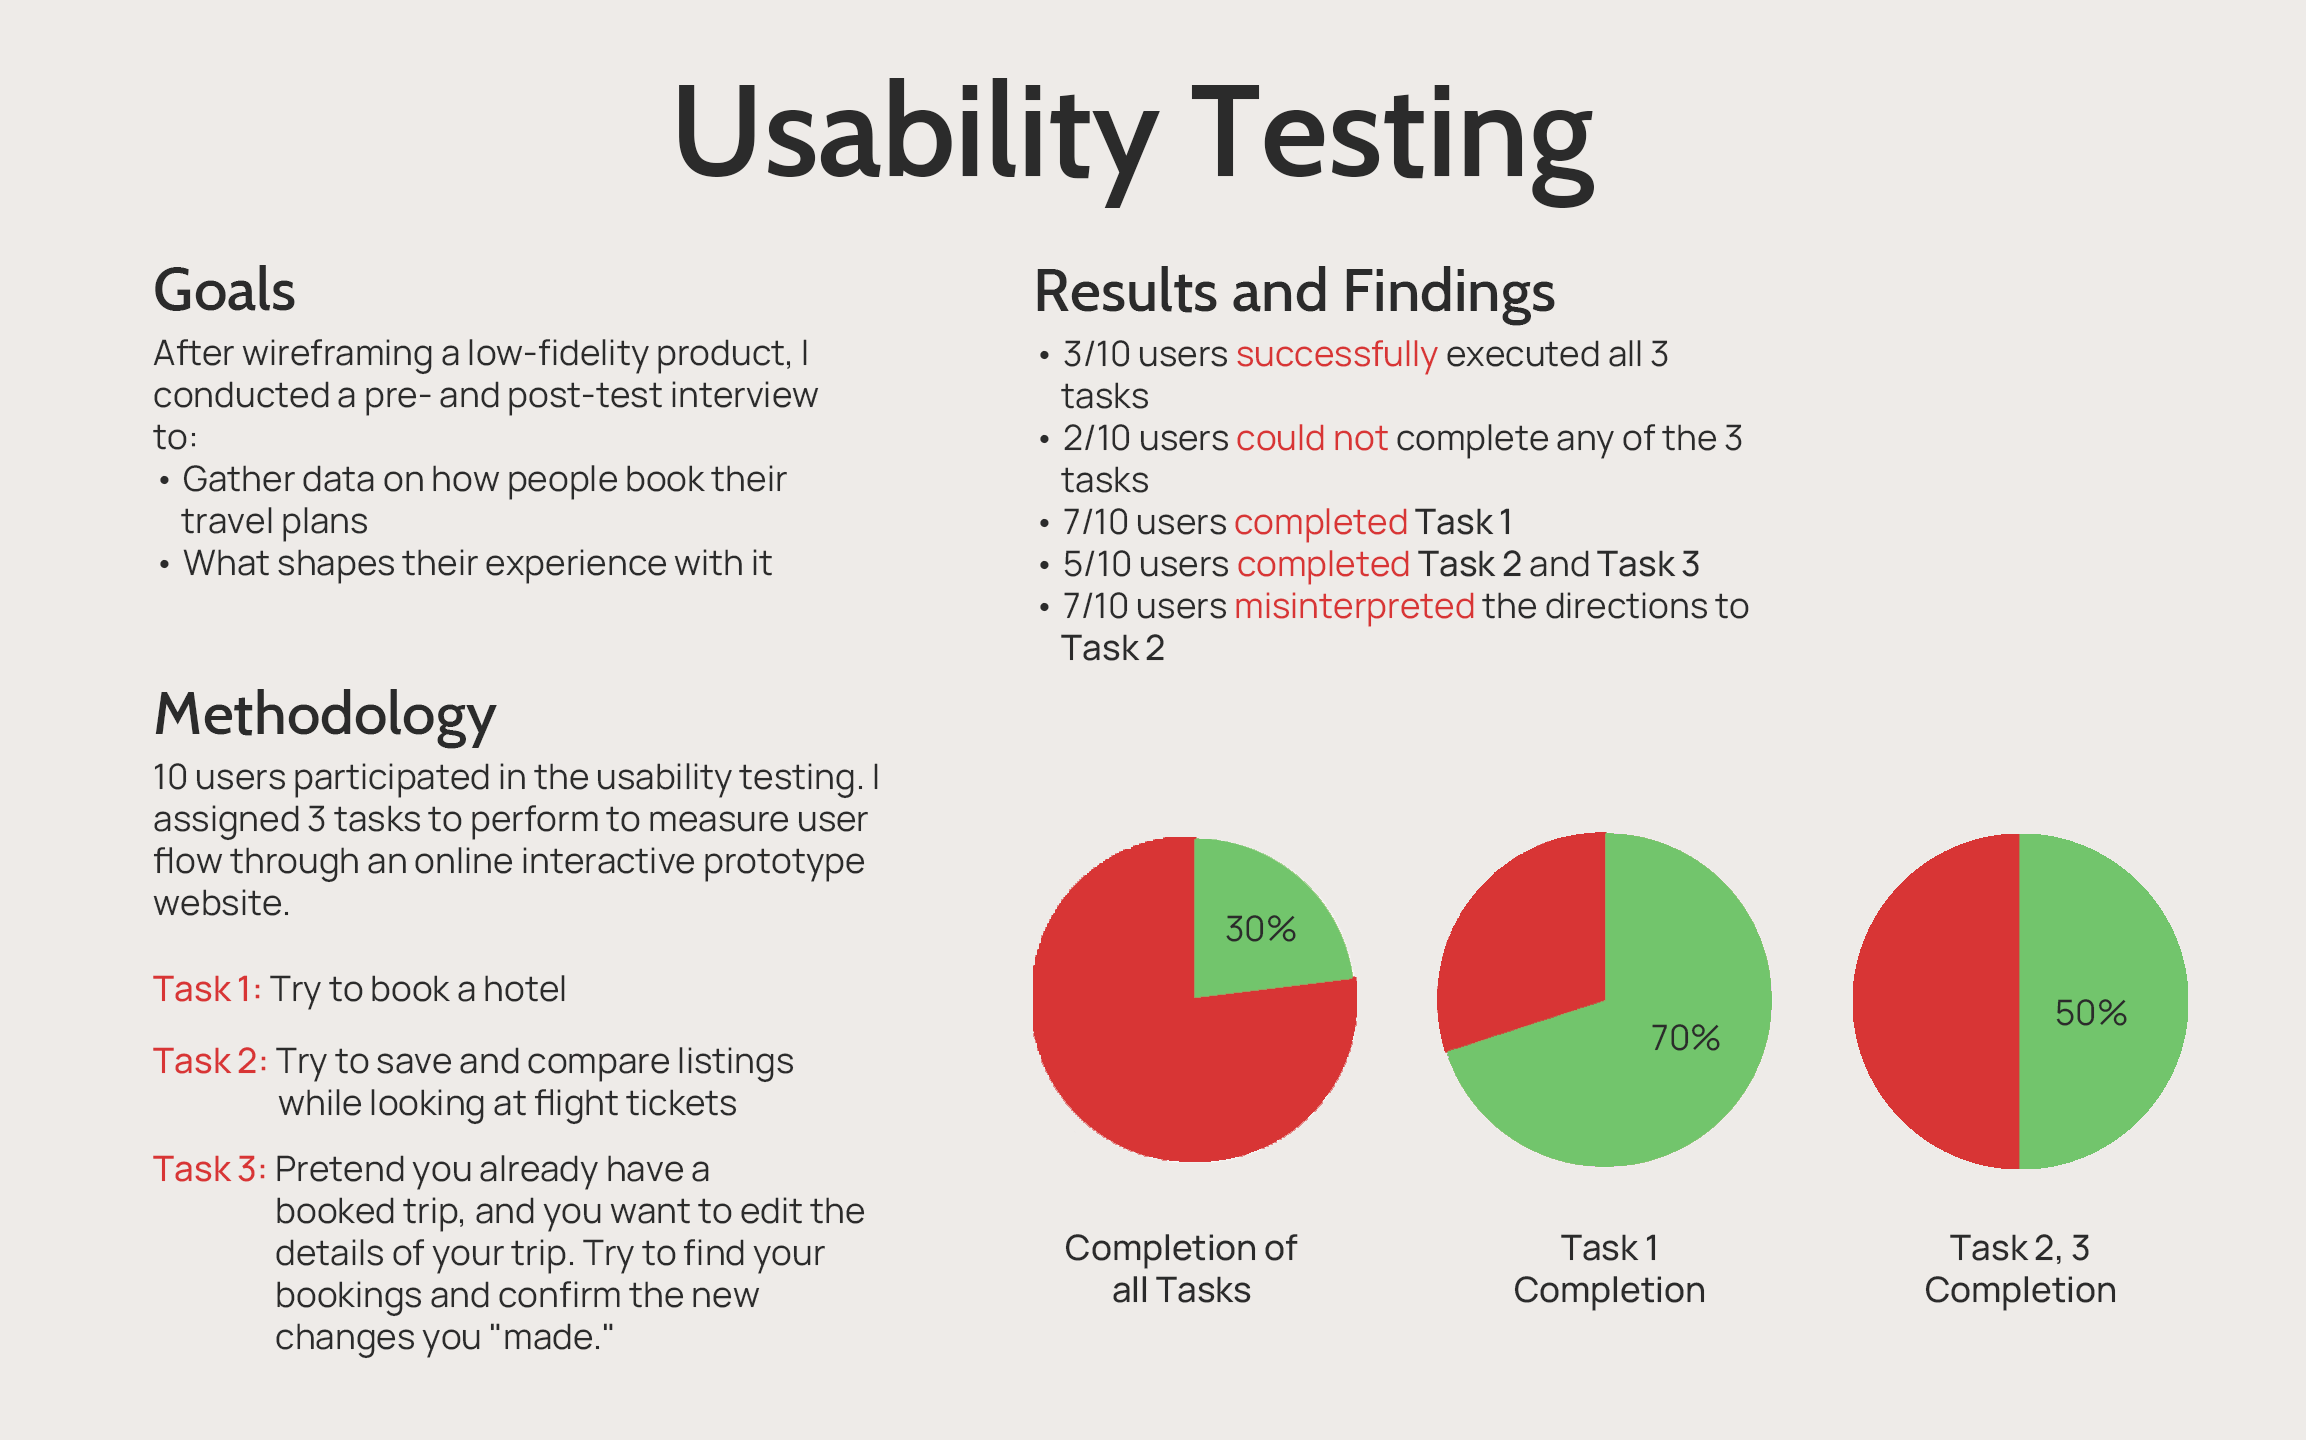 Usability Testing
Goals
After wireframing a low-fidelity product, I
conducted a pre- and post-test interview
to:
• Gather data on how people book their
travel plans
• What shapes their experience with it
Methodology
10 users participated in the usability testing. I
assigned 3 tasks to perform to measure user
flow through an online interactive prototype
website.
Task 1: Try to book a hotel
Task 2: Try to save and compare listings
while looking at flight tickets
Task 3: Pretend you already have a
booked trip, and you want to edit the
details of your trip. Try to find your
bookings and confirm the new
changes you "made."
Results and Findings
• 3/10 users successfully executed all 3
tasks
• 2/10 users could not complete any of the 3
tasks
• 7/10 users completed Task 1
• 5/10 users completed Task 2 and Task 3
• 7/10 users misinterpreted the directions to
Task 2
30%
Completion of
all Tasks
70%
Task 1
Completion
50%
Task 2, 3
Completion